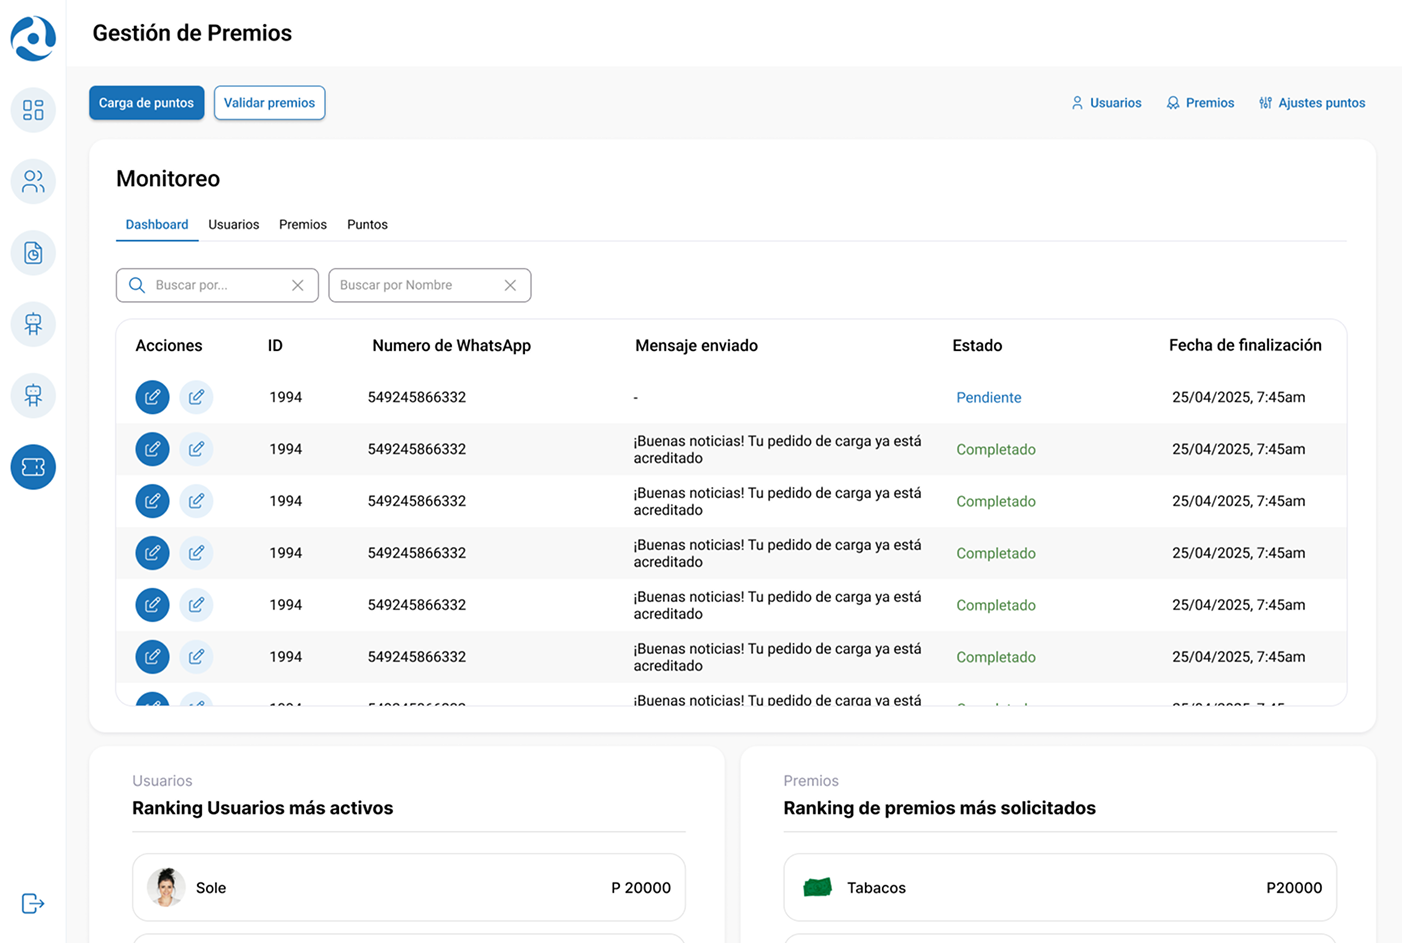 Gestión de Premios
Carga de puntos
Validar premios
Usuarios
Premios
Ajustes puntos
Monitoreo
Dashboard
Usuarios
Premios
Puntos
Buscar por...
Buscar por Nombre
Acciones
ID
Numero de WhatsApp
Mensaje enviado
Estado
Fecha de finalización
1994
549245866332
-
Pendiente
25/04/2025, 7:45am
1994
549245866332
¡Buenas noticias! Tu pedido de carga ya está
acreditado
Completado
25/04/2025, 7:45am
1994
549245866332
¡Buenas noticias! Tu pedido de carga ya está
acreditado
Completado
25/04/2025, 7:45am
1994
549245866332
¡Buenas noticias! Tu pedido de carga ya está
acreditado
Completado
25/04/2025, 7:45am
1994
549245866332
¡Buenas noticias! Tu pedido de carga ya está
acreditado
Completado
25/04/2025, 7:45am
1994
549245866332
¡Buenas noticias! Tu pedido de carga ya está
acreditado
Completado
25/04/2025, 7:45am
¡Buenas noticias! Tu pedido de carga ya está
Usuarios
Ranking Usuarios más activos
Sole
P 20000
Premios
Ranking de premios más solicitados
Tabacos
P20000